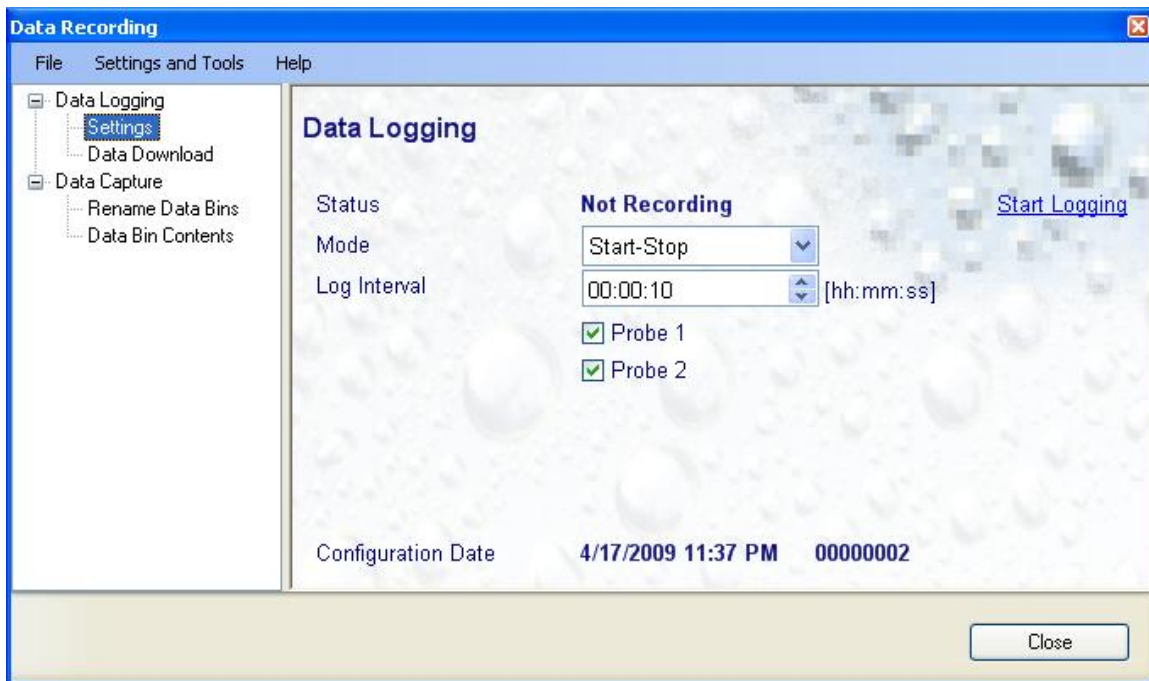 Data Recording
File Settings and Tools Help
Data Logging
Settings
Data Download
Data Capture
Rename Data Bins
Data Bin Contents
Data Logging
Status Not Recording Start Logging
Mode Start-Stop
Log Interval 00:00:10 [hh:mm:ss]
Probe 1
Probe 2
Configuration Date 4/17/2009 11:37 PM 00000002
Close